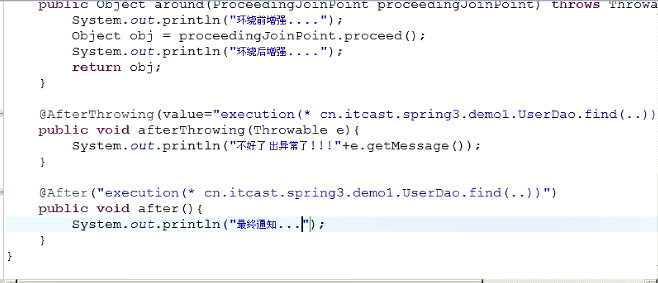 public Object around(ProceedingJoinPoint proceedingJoinPoint) throws Throwa
System.out.println("环绕前增强....");
Object obj = proceedingJoinPoint.proceed();
System.out.println("环绕后增强....");
return obj;
}
@AfterThrowing(value="execution(* cn.itcast.spring3.demo1.UserDao.find(..))
public void afterThrowing(Throwable e){
System.out.println("不好了 出异常了!!!"+e.getMessage());
}
@After("execution(* cn.itcast.spring3.demo1.UserDao.find(..))")
public void after(){
System.out.println("最终通知...");
}
}